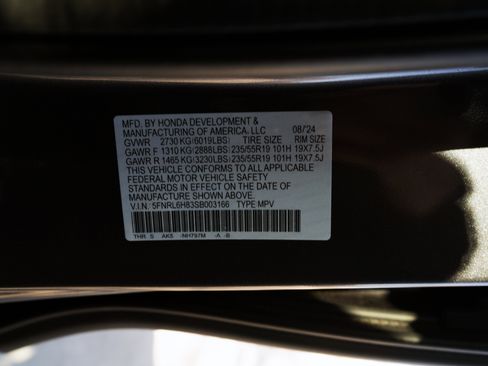 MFD. BY HONDA DEVELOPMENT &
MANUFACTURING OF AMERICA, LLC 08/24
GVWR 2730 KG (6019LBS) TIRE SIZE RIM SIZE
GAWR F 1310 KG (2888LBS) 235/55R19 101H 19X7.5J
GAWR R 1465 KG (3230LBS) 235/55R19 101H 19X7.5J
THIS VEHICLE CONFORMS TO ALL APPLICABLE
FEDERAL MOTOR VEHICLE SAFETY
STANDARDS IN EFFECT ON THE DATE OF
MANUFACTURE SHOWN ABOVE.
V.I.N.: 5FNRL6H83SB003166 TYPE MPV
THR S AK5 -NH797M -A -B